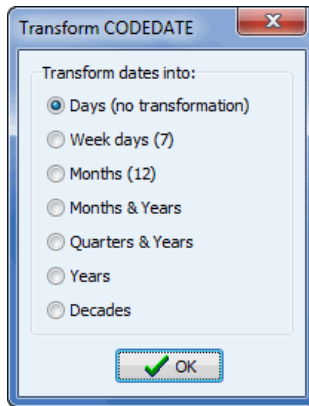 Transform CODEDATE
Transform dates into:
Days (no transformation)
Week days (7)
Months (12)
Months & Years
Quarters & Years
Years
Decades
OK